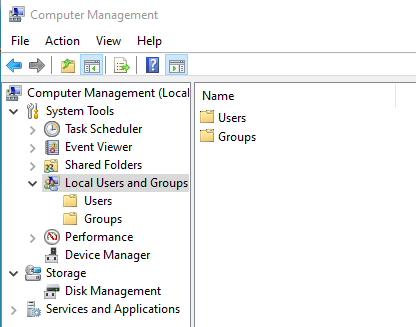 Computer Management
File Action View Help
Computer Management (Local
System Tools
Task Scheduler
Event Viewer
Shared Folders
Local Users and Groups
Users
Groups
Performance
Device Manager
Storage
Disk Management
Services and Applications
Name
Users
Groups